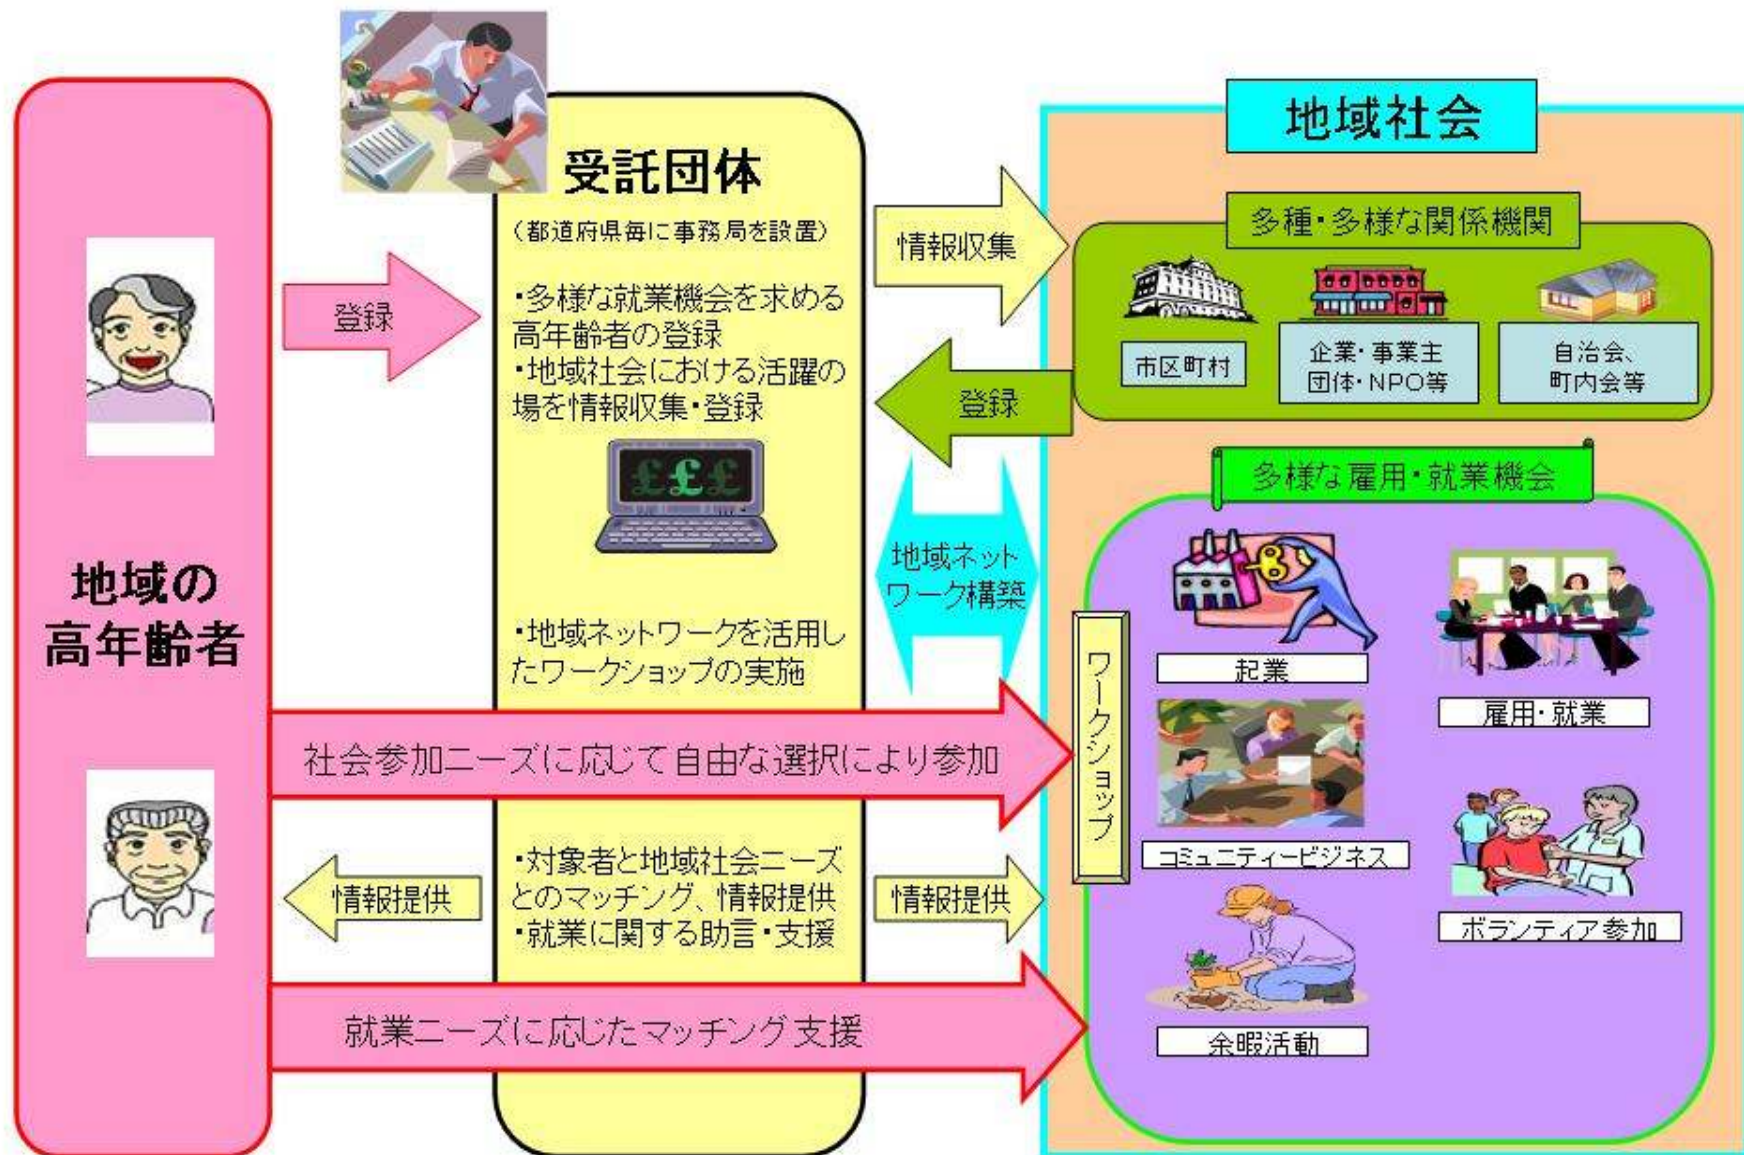 地域の
高年齢者
登録
受託団体
（都道府県毎に事務局を設置）
・多様な就業機会を求める
高年齢者の登録
・地域社会における活躍の
場を情報収集・登録
£££
・地域ネットワークを活用し
たワークショップの実施
社会参加ニーズに応じて自由な選択により参加
・対象者と地域社会ニーズ
とのマッチング、情報提供
・就業に関する助言・支援
情報提供
情報提供
就業ニーズに応じたマッチング支援
情報収集
登録
地域ネット
ワーク構築
地域社会
多種・多様な関係機関
市区町村
企業・事業主
団体・NPO等
自治会、
町内会等
多様な雇用・就業機会
ワークショップ
起業
雇用・就業
コミュニティービジネス
ボランティア参加
余暇活動